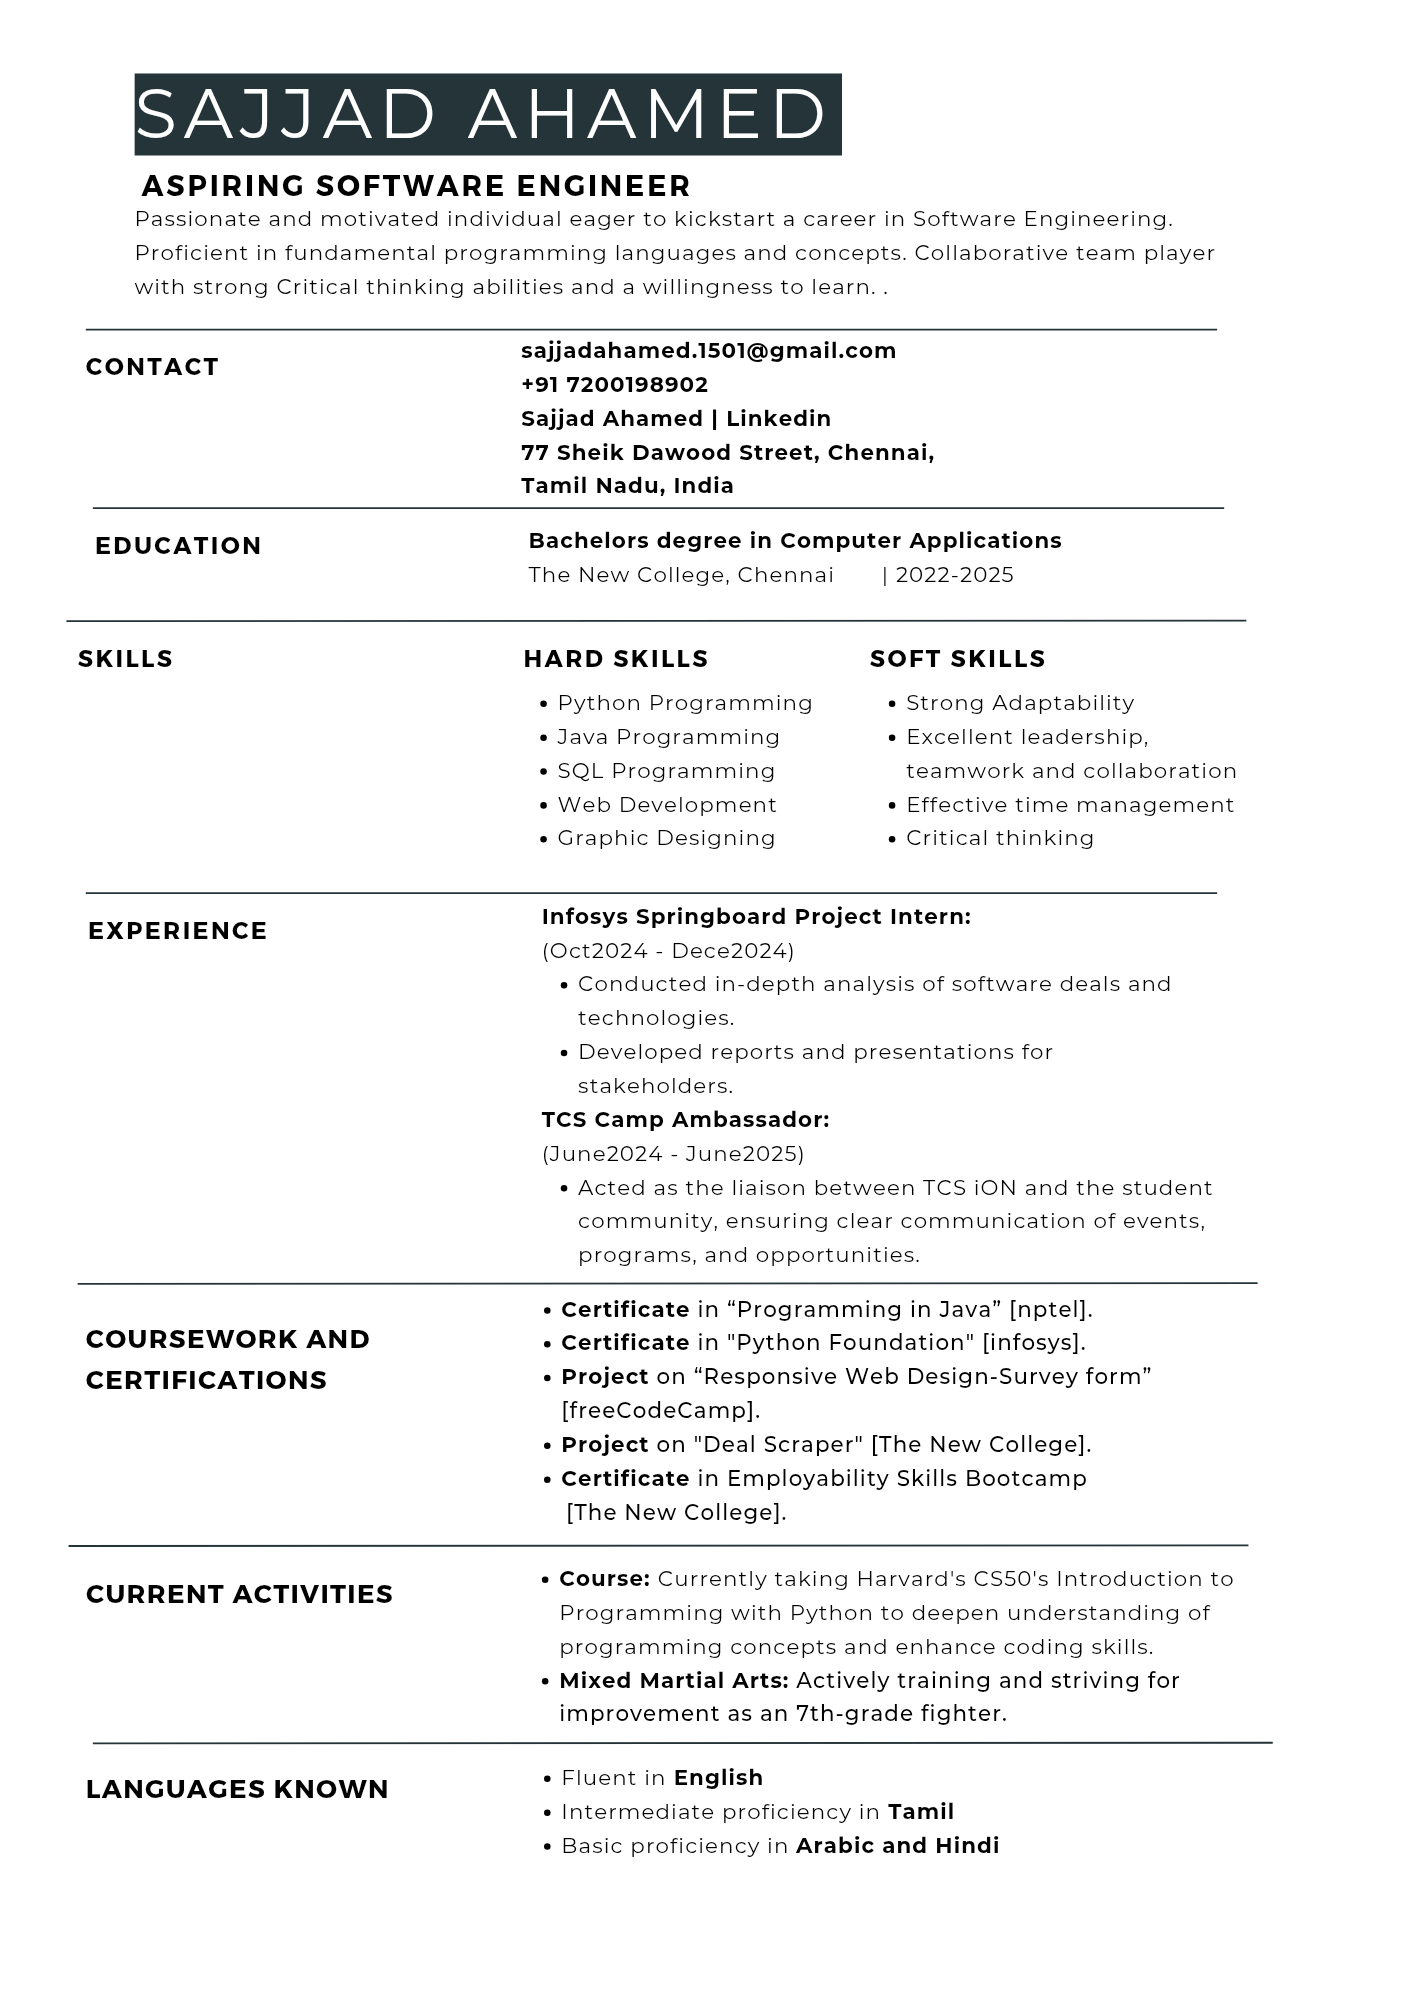 SAJJAD AHAMED
ASPIRING SOFTWARE ENGINEER
Passionate and motivated individual eager to kickstart a career in Software Engineering.
Proficient in fundamental programming languages and concepts. Collaborative team player
with strong Critical thinking abilities and a willingness to learn. .
CONTACT
sajjadahamed.1501@gmail.com
+91 7200198902
Sajjad Ahamed | Linkedin
77 Sheik Dawood Street, Chennai,
Tamil Nadu, India
EDUCATION
Bachelors degree in Computer Applications
The New College, Chennai | 2022-2025
SKILLS
HARD SKILLS
• Python Programming
• Java Programming
• SQL Programming
• Web Development
• Graphic Designing
SOFT SKILLS
• Strong Adaptability
• Excellent leadership,
teamwork and collaboration
• Effective time management
• Critical thinking
EXPERIENCE
Infosys Springboard Project Intern:
(Oct2024 - Dece2024)
• Conducted in-depth analysis of software deals and
technologies.
• Developed reports and presentations for
stakeholders.
TCS Camp Ambassador:
(June2024 - June2025)
• Acted as the liaison between TCS iON and the student
community, ensuring clear communication of events,
programs, and opportunities.
COURSEWORK AND
CERTIFICATIONS
• Certificate in “Programming in Java” [nptel].
• Certificate in "Python Foundation" [infosys].
• Project on “Responsive Web Design-Survey form”
[freeCodeCamp].
• Project on "Deal Scraper" [The New College].
• Certificate in Employability Skills Bootcamp
[The New College].
CURRENT ACTIVITIES
• Course: Currently taking Harvard's CS50's Introduction to
Programming with Python to deepen understanding of
programming concepts and enhance coding skills.
• Mixed Martial Arts: Actively training and striving for
improvement as an 7th-grade fighter.
LANGUAGES KNOWN
• Fluent in English
• Intermediate proficiency in Tamil
• Basic proficiency in Arabic and Hindi